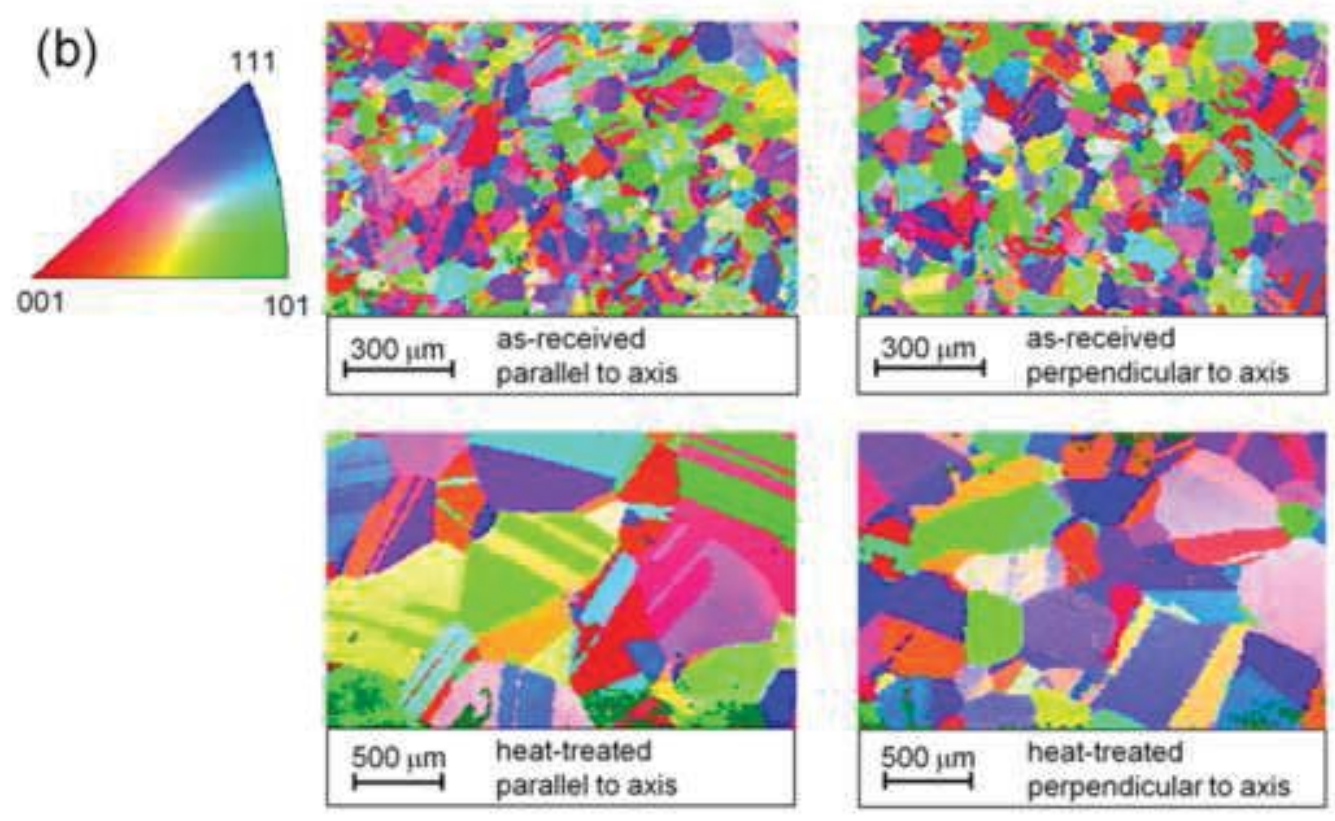 (b)
111
001
101
300 μm
as-received
parallel to axis
300 μm
as-received
perpendicular to axis
500 μm
heat-treated
parallel to axis
500 μm
heat-treated
perpendicular to axis